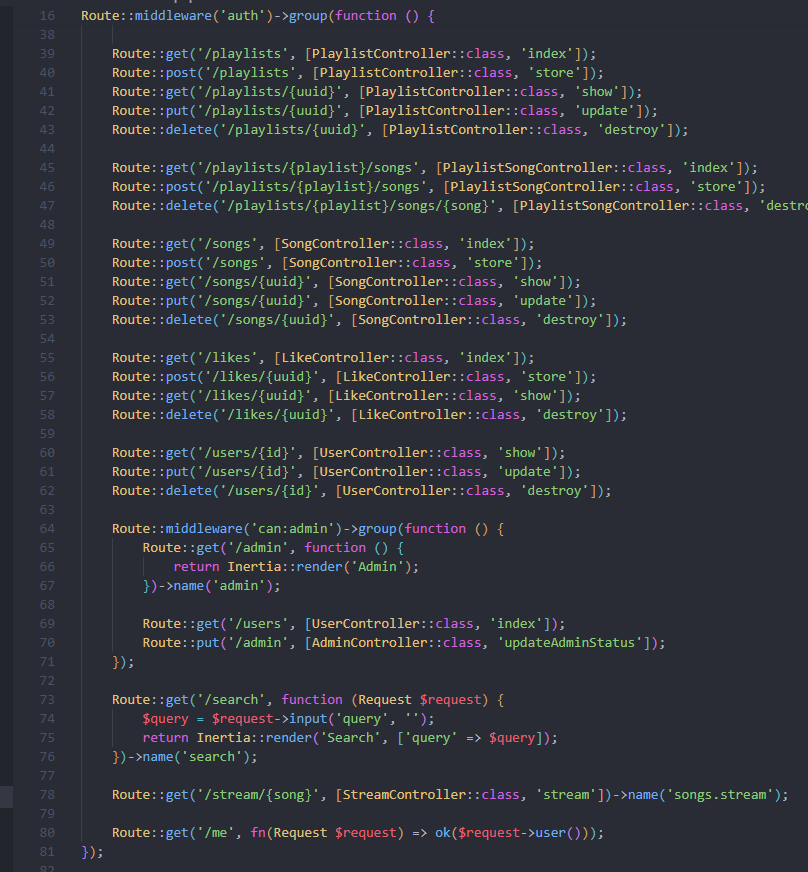 16 Route::middleware('auth')->group(function () {
38
39 Route::get('/playlists', [PlaylistController::class, 'index']);
40 Route::post('/playlists', [PlaylistController::class, 'store']);
41 Route::get('/playlists/{uuid}', [PlaylistController::class, 'show']);
42 Route::put('/playlists/{uuid}', [PlaylistController::class, 'update']);
43 Route::delete('/playlists/{uuid}', [PlaylistController::class, 'destroy']);
44
45 Route::get('/playlists/{playlist}/songs', [PlaylistSongController::class, 'index']);
46 Route::post('/playlists/{playlist}/songs', [PlaylistSongController::class, 'store']);
47 Route::delete('/playlists/{playlist}/songs/{song}', [PlaylistSongController::class, 'destr
48
49 Route::get('/songs', [SongController::class, 'index']);
50 Route::post('/songs', [SongController::class, 'store']);
51 Route::get('/songs/{uuid}', [SongController::class, 'show']);
52 Route::put('/songs/{uuid}', [SongController::class, 'update']);
53 Route::delete('/songs/{uuid}', [SongController::class, 'destroy']);
54
55 Route::get('/likes', [LikeController::class, 'index']);
56 Route::post('/likes/{uuid}', [LikeController::class, 'store']);
57 Route::get('/likes/{uuid}', [LikeController::class, 'show']);
58 Route::delete('/likes/{uuid}', [LikeController::class, 'destroy']);
59
60 Route::get('/users/{id}', [UserController::class, 'show']);
61 Route::put('/users/{id}', [UserController::class, 'update']);
62 Route::delete('/users/{id}', [UserController::class, 'destroy']);
63
64 Route::middleware('can:admin')->group(function () {
65 Route::get('/admin', function () {
66 return Inertia::render('Admin');
67 })->name('admin');
68
69 Route::get('/users', [UserController::class, 'index']);
70 Route::put('/admin', [AdminController::class, 'updateAdminStatus']);
71 });
72
73 Route::get('/search', function (Request $request) {
74 $query = $request->input('query', '');
75 return Inertia::render('Search', ['query' => $query]);
76 })->name('search');
77
78 Route::get('/stream/{song}', [StreamController::class, 'stream'])->name('songs.stream');
79
80 Route::get('/me', fn(Request $request) => ok($request->user()));
81 });
82